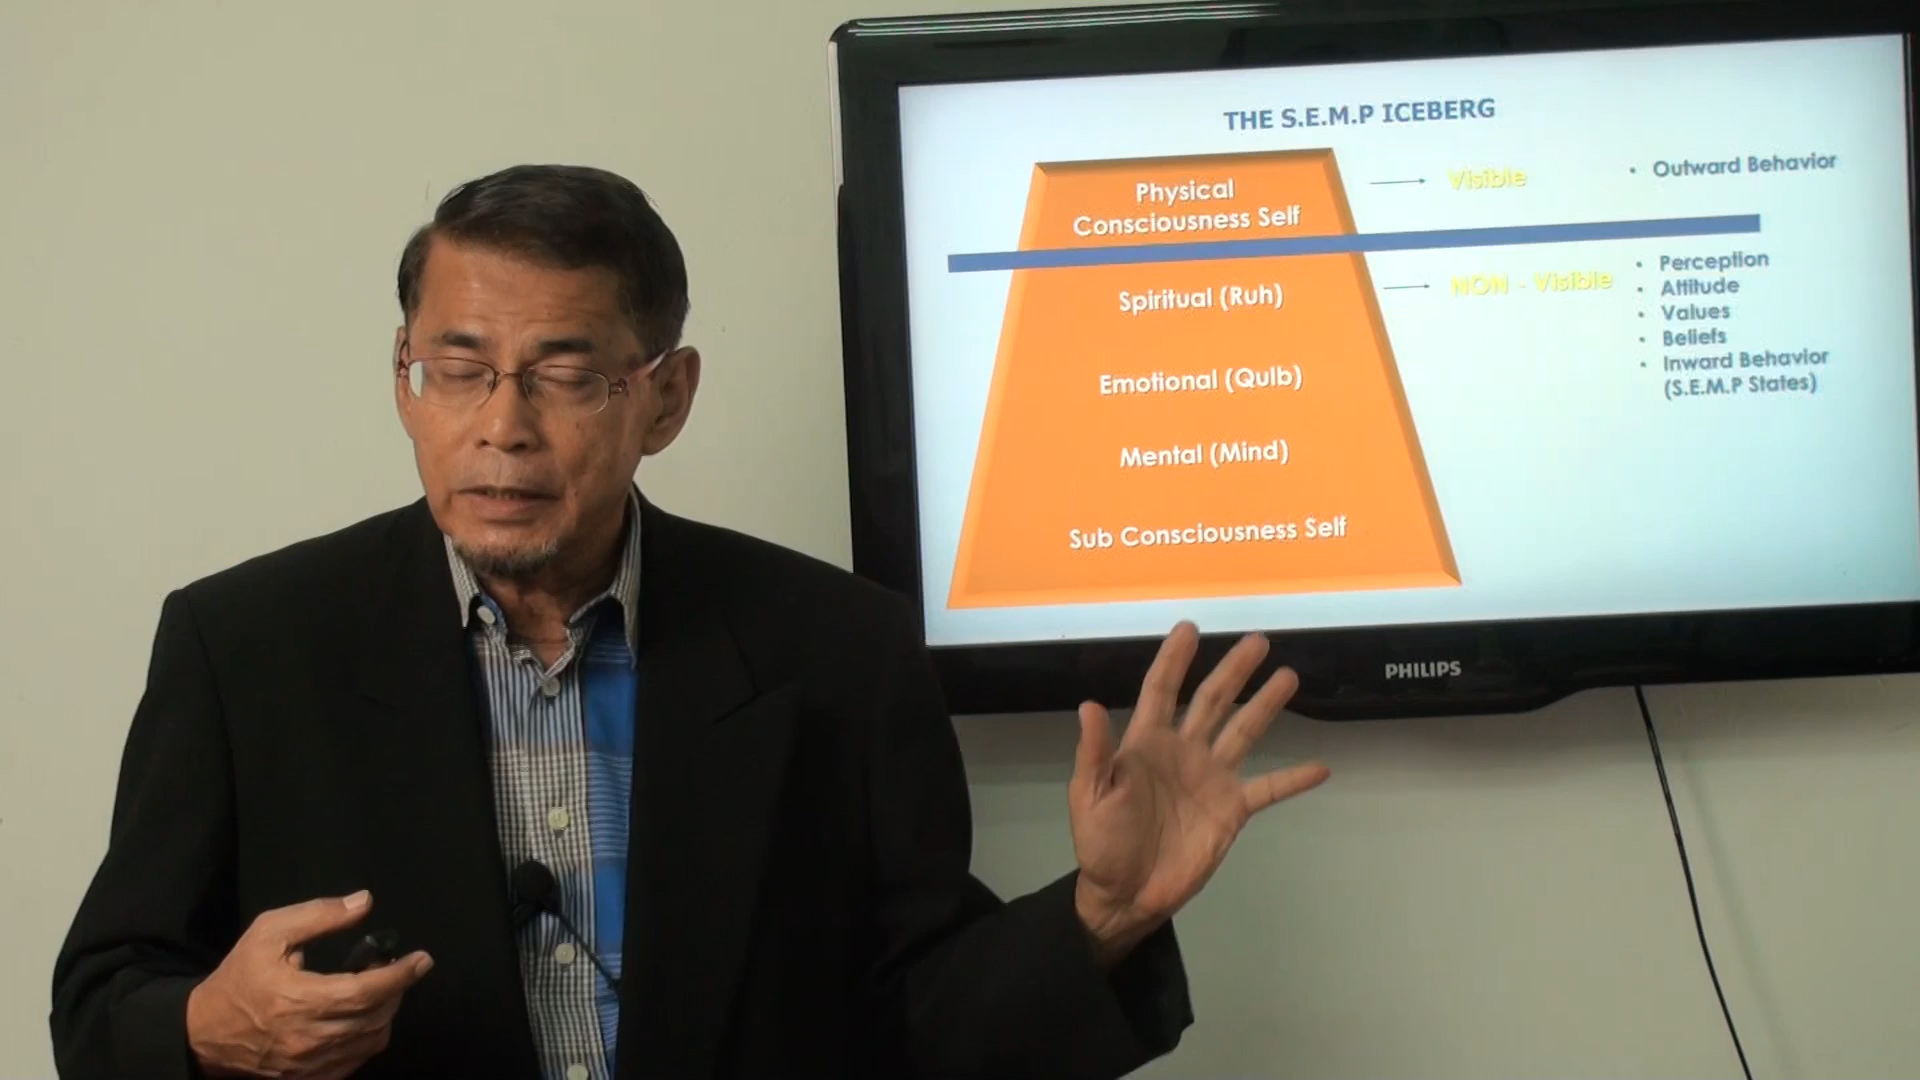 THE S.E.M.P ICEBERG
Physical
Consciousness Self
Visible
• Outward Behavior
Spiritual (Ruh)
Emotional (Qulb)
Mental (Mind)
Sub Consciousness Self
NON - Visible
• Perception
• Attitude
• Values
• Beliefs
• Inward Behavior
(S.E.M.P States)
PHILIPS